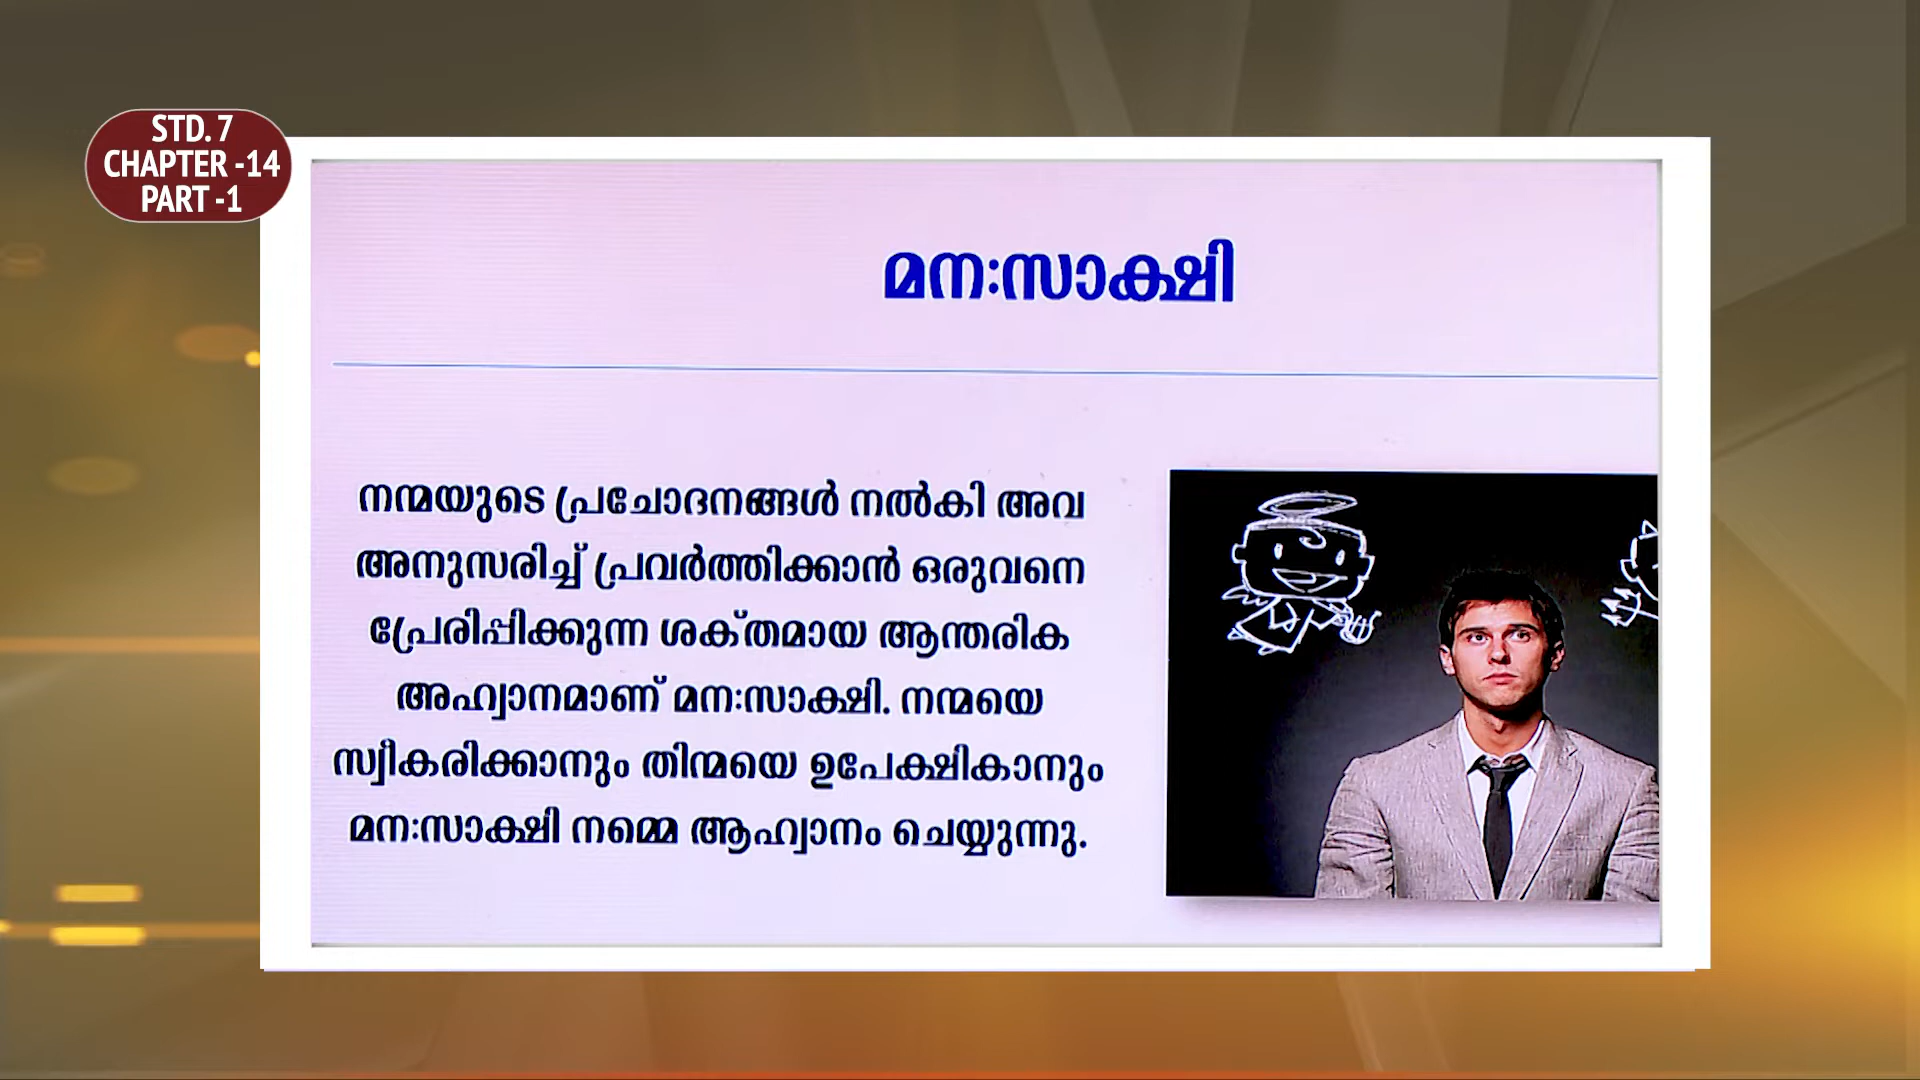 STD. 7
CHAPTER -14
PART -1
മന:സാക്ഷി
നന്മയുടെ പ്രചോദനങ്ങൾ നൽകി അവ
അനുസരിച്ച് പ്രവർത്തിക്കാൻ ഒരുവനെ
പ്രേരിപ്പിക്കുന്ന ശക്തമായ ആന്തരിക
അഹ്വാനമാണ് മന:സാക്ഷി. നന്മയെ
സ്വീകരിക്കാനും തിന്മയെ ഉപേക്ഷികാനും
മന:സാക്ഷി നമ്മെ ആഹ്വാനം ചെയ്യുന്നു.